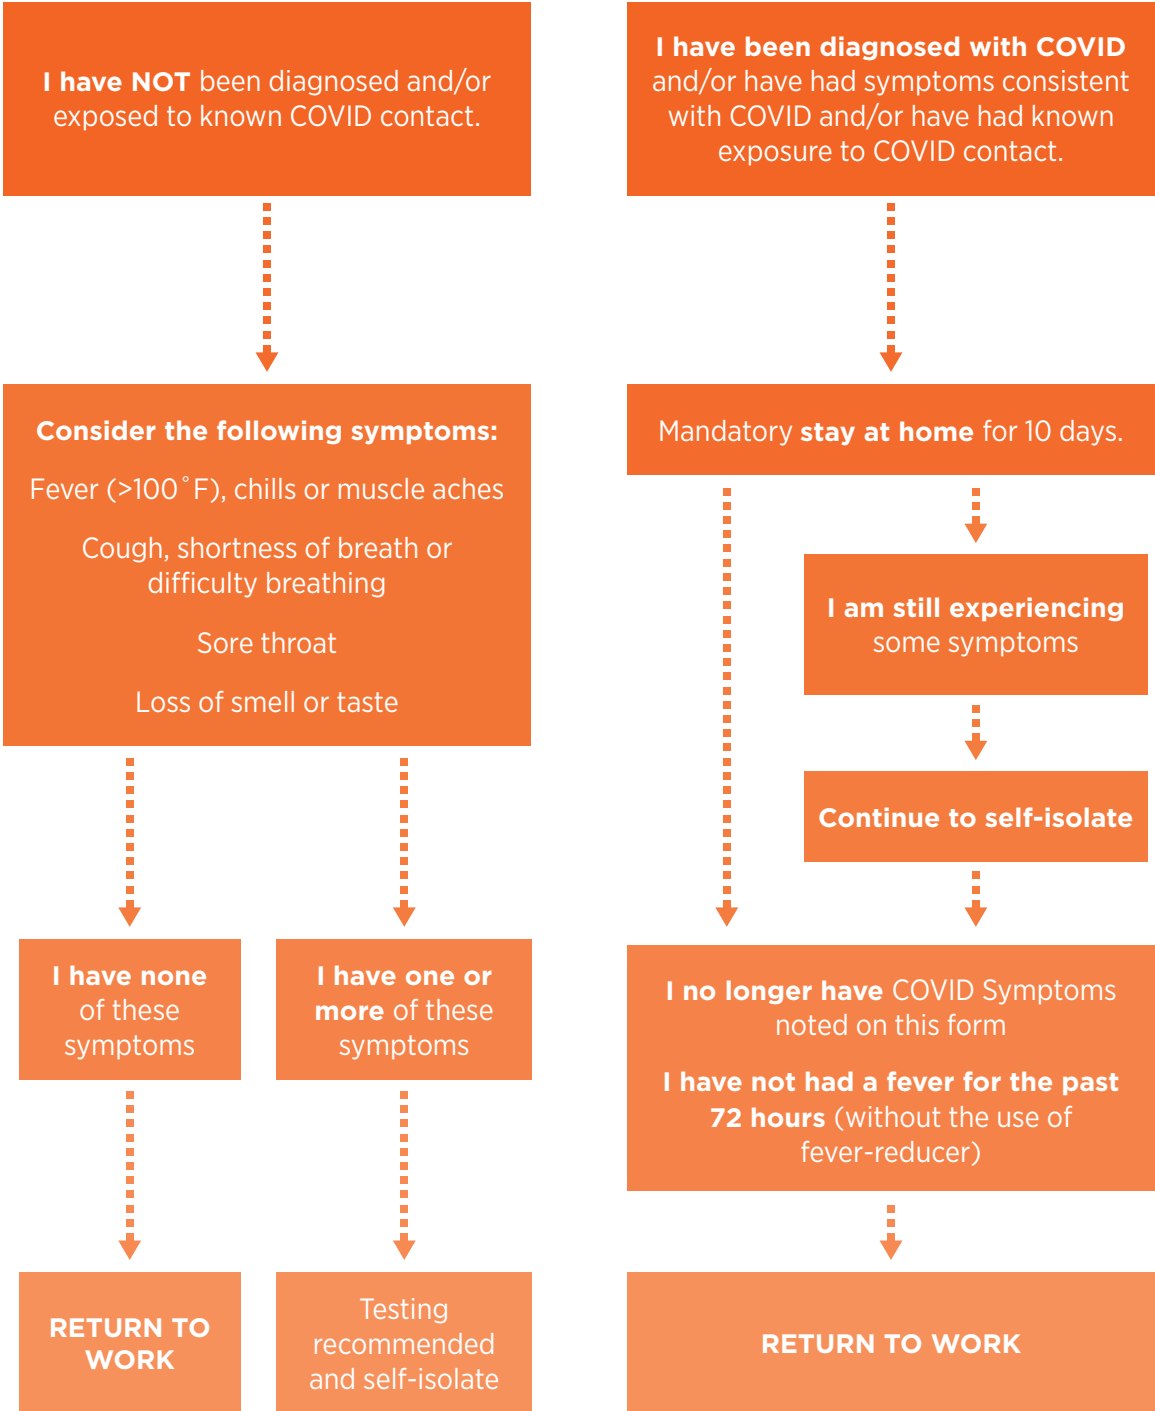 I have NOT been diagnosed and/or
exposed to known COVID contact.
Consider the following symptoms:
Fever (>100˚F), chills or muscle aches
Cough, shortness of breath or
difficulty breathing
Sore throat
Loss of smell or taste
I have none
of these
symptoms
RETURN TO
WORK
I have one or
more of these
symptoms
Testing
recommended
and self-isolate
I have been diagnosed with COVID
and/or have had symptoms consistent
with COVID and/or have had known
exposure to COVID contact.
Mandatory stay at home for 10 days.
I am still experiencing
some symptoms
Continue to self-isolate
I no longer have COVID Symptoms
noted on this form
I have not had a fever for the past
72 hours (without the use of
fever-reducer)
RETURN TO WORK